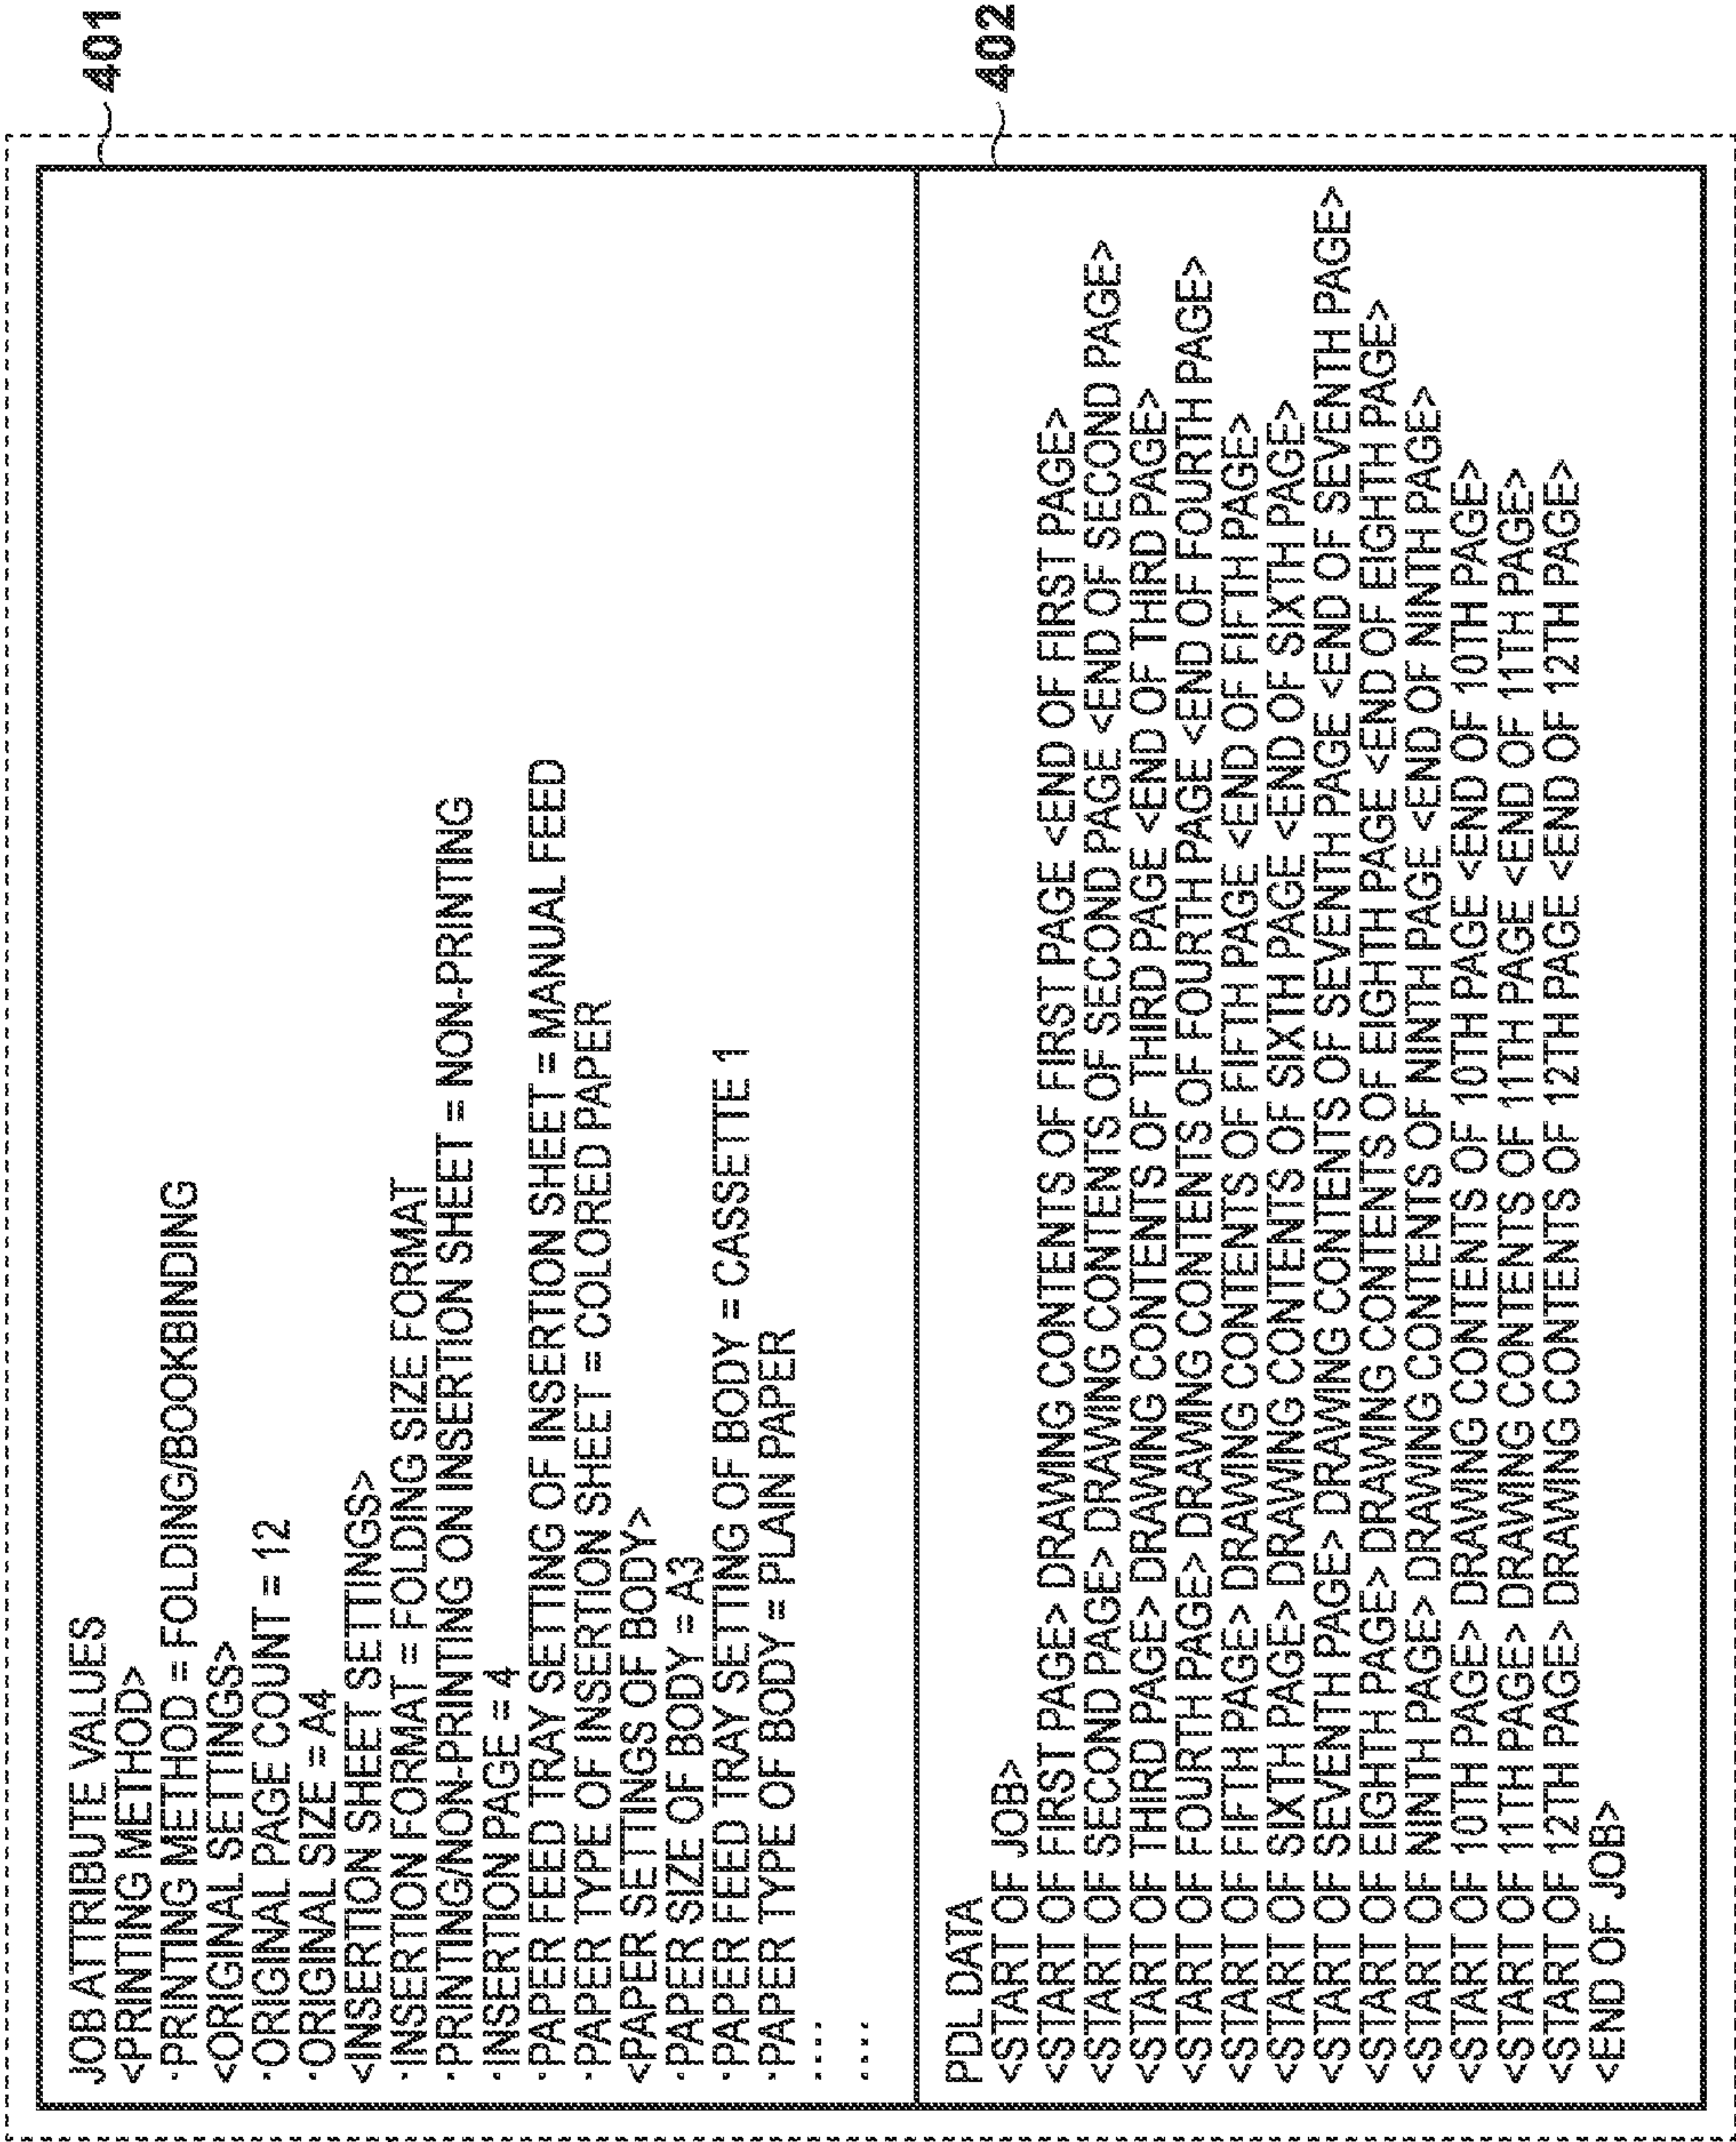 401
JOB ATTRIBUTE VALUES
<PRINTING METHOD>
· PRINTING METHOD = FOLDING/BOOKBINDING
<ORIGINAL SETTINGS>
· ORIGINAL PAGE COUNT = 12
· ORIGINAL SIZE = A4
<INSERTION SHEET SETTINGS>
· INSERTION FORMAT = FOLDING SIZE FORMAT
· PRINTING/NON-PRINTING ON INSERTION SHEET = NON-PRINTING
· INSERTION PAGE = 4
· PAPER FEED TRAY SETTING OF INSERTION SHEET = MANUAL FEED
· PAPER TYPE OF INSERTION SHEET = COLORED PAPER
<PAPER SETTINGS OF BODY>
· PAPER SIZE OF BODY = A3
· PAPER FEED TRAY SETTING OF BODY = CASSETTE 1
· PAPER TYPE OF BODY = PLAIN PAPER
....
....
402
PDL DATA
<START OF JOB>
<START OF FIRST PAGE> DRAWING CONTENTS OF FIRST PAGE <END OF FIRST PAGE>
<START OF SECOND PAGE> DRAWING CONTENTS OF SECOND PAGE <END OF SECOND PAGE>
<START OF THIRD PAGE> DRAWING CONTENTS OF THIRD PAGE <END OF THIRD PAGE>
<START OF FOURTH PAGE> DRAWING CONTENTS OF FOURTH PAGE <END OF FOURTH PAGE>
<START OF FIFTH PAGE> DRAWING CONTENTS OF FIFTH PAGE <END OF FIFTH PAGE>
<START OF SIXTH PAGE> DRAWING CONTENTS OF SIXTH PAGE <END OF SIXTH PAGE>
<START OF SEVENTH PAGE> DRAWING CONTENTS OF SEVENTH PAGE <END OF SEVENTH PAGE>
<START OF EIGHTH PAGE> DRAWING CONTENTS OF EIGHTH PAGE <END OF EIGHTH PAGE>
<START OF NINTH PAGE> DRAWING CONTENTS OF NINTH PAGE <END OF NINTH PAGE>
<START OF 10TH PAGE> DRAWING CONTENTS OF 10TH PAGE <END OF 10TH PAGE>
<START OF 11TH PAGE> DRAWING CONTENTS OF 11TH PAGE <END OF 11TH PAGE>
<START OF 12TH PAGE> DRAWING CONTENTS OF 12TH PAGE <END OF 12TH PAGE>
<END OF JOB>